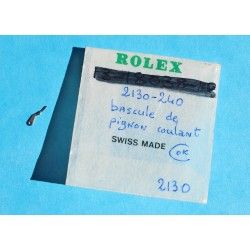 ROLEX
2130-240
bascule de
pignon coulant
SWISS MADE
OK
2130